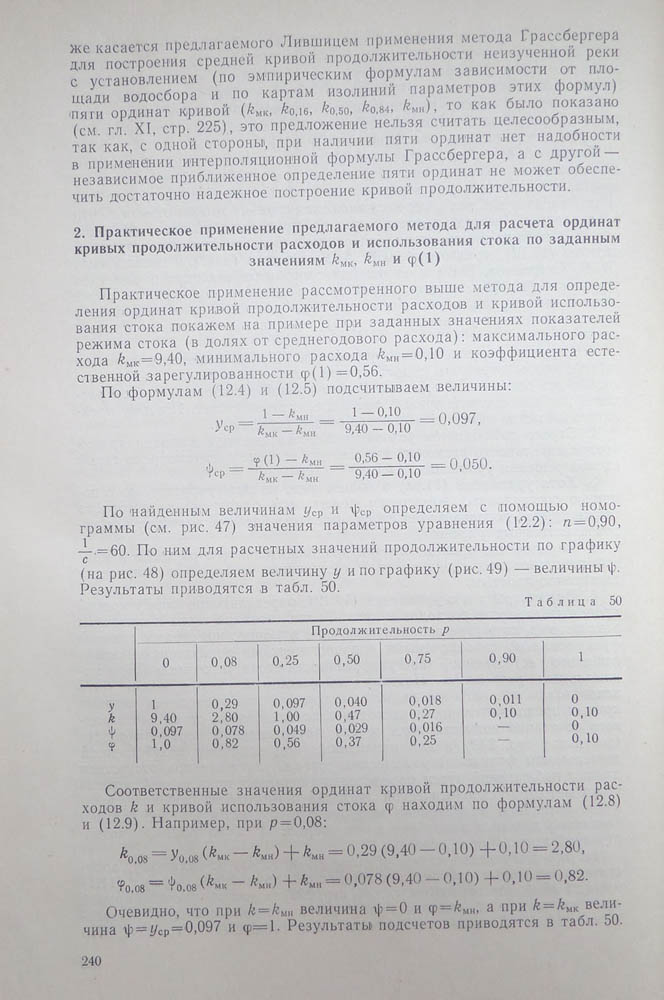 же касается предлагаемого Лившицем применения метода Грассбергера
для построения средней кривой продолжительности неизученной реки
с установлением (по эмпирическим формулам зависимости от пло-
щади водосбора и по картам изолиний параметров этих формул)
пяти ординат кривой (kмк, k0,16, k0,50, k0,84, kмн), то как было показано
(см. гл. XI, стр. 225), это предложение нельзя считать целесообразным,
так как, с одной стороны, при наличии пяти ординат нет надобности
в применении интерполяционной формулы Грассбергера, а с другой —
независимое приближенное определение пяти ординат не может обеспе-
чить достаточно надежное построение кривой продолжительности.
2. Практическое применение предлагаемого метода для расчета ординат
кривых продолжительности расходов и использования стока по заданным
значениям kмк, kмн и φ(1)
Практическое применение рассмотренного выше метода для опреде-
ления ординат кривой продолжительности расходов и кривой использо-
вания стока покажем на примере при заданных значениях показателей
режима стока (в долях от среднегодового расхода): максимального рас-
хода kмк=9,40, минимального расхода kмн=0,10 и коэффициента есте-
ственной зарегулированности φ(1)=0,56.
По формулам (12.4) и (12.5) подсчитываем величины:
yср = (1 — kмн) / (kмк — kмн) = (1 — 0,10) / (9,40 — 0,10) = 0,097,
ψср = (φ (1) — kмн) / (kмк — kмн) = (0,56 — 0,10) / (9,40 — 0,10) = 0,050.
По найденным величинам yср и ψср определяем с помощью номо-
граммы (см. рис. 47) значения параметров уравнения (12.2): n=0,90,
1/c=60. По ним для расчетных значений продолжительности по графику
(на рис. 48) определяем величину y и по графику (рис. 49) — величины ψ.
Результаты приводятся в табл. 50.
Таблица 50
Продолжительность p
0 0,08 0,25 0,50 0,75 0,90 1
y 1 0,29 0,097 0,040 0,018 0,011 0
k 9,40 2,80 1,00 0,47 0,27 0,10 0,10
ψ 0,097 0,078 0,049 0,029 0,016 — 0
φ 1,0 0,82 0,56 0,37 0,25 — 0,10
Соответственные значения ординат кривой продолжительности рас-
ходов k и кривой использования стока φ находим по формулам (12.8)
и (12.9). Например, при p=0,08:
k0,08 = y0,08 (kмк — kмн) + kмн = 0,29 (9,40 — 0,10) + 0,10 = 2,80,
φ0,08 = ψ0,08 (kмк — kмн) + kмн = 0,078 (9,40 — 0,10) + 0,10 = 0,82.
Очевидно, что при k=kмн величина ψ=0 и φ=kмн, а при k=kмк вели-
чина ψ=yср=0,097 и φ=1. Результаты подсчетов приводятся в табл. 50.
240